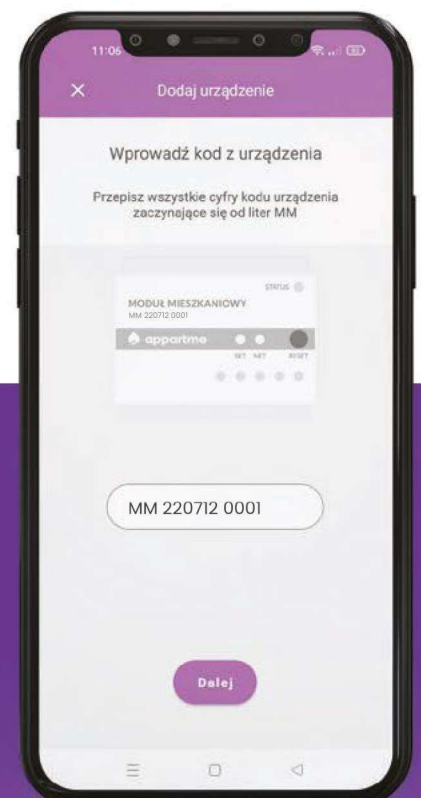 11:06
Dodaj urządzenie
Wprowadź kod z urządzenia
Przepisz wszystkie cyfry kodu urządzenia
zaczynające się od liter MM
STATUS
MODUŁ MIESZKANIOWY
MM 220712 0001
appartme
SET NET RESET
MM 220712 0001
Dalej